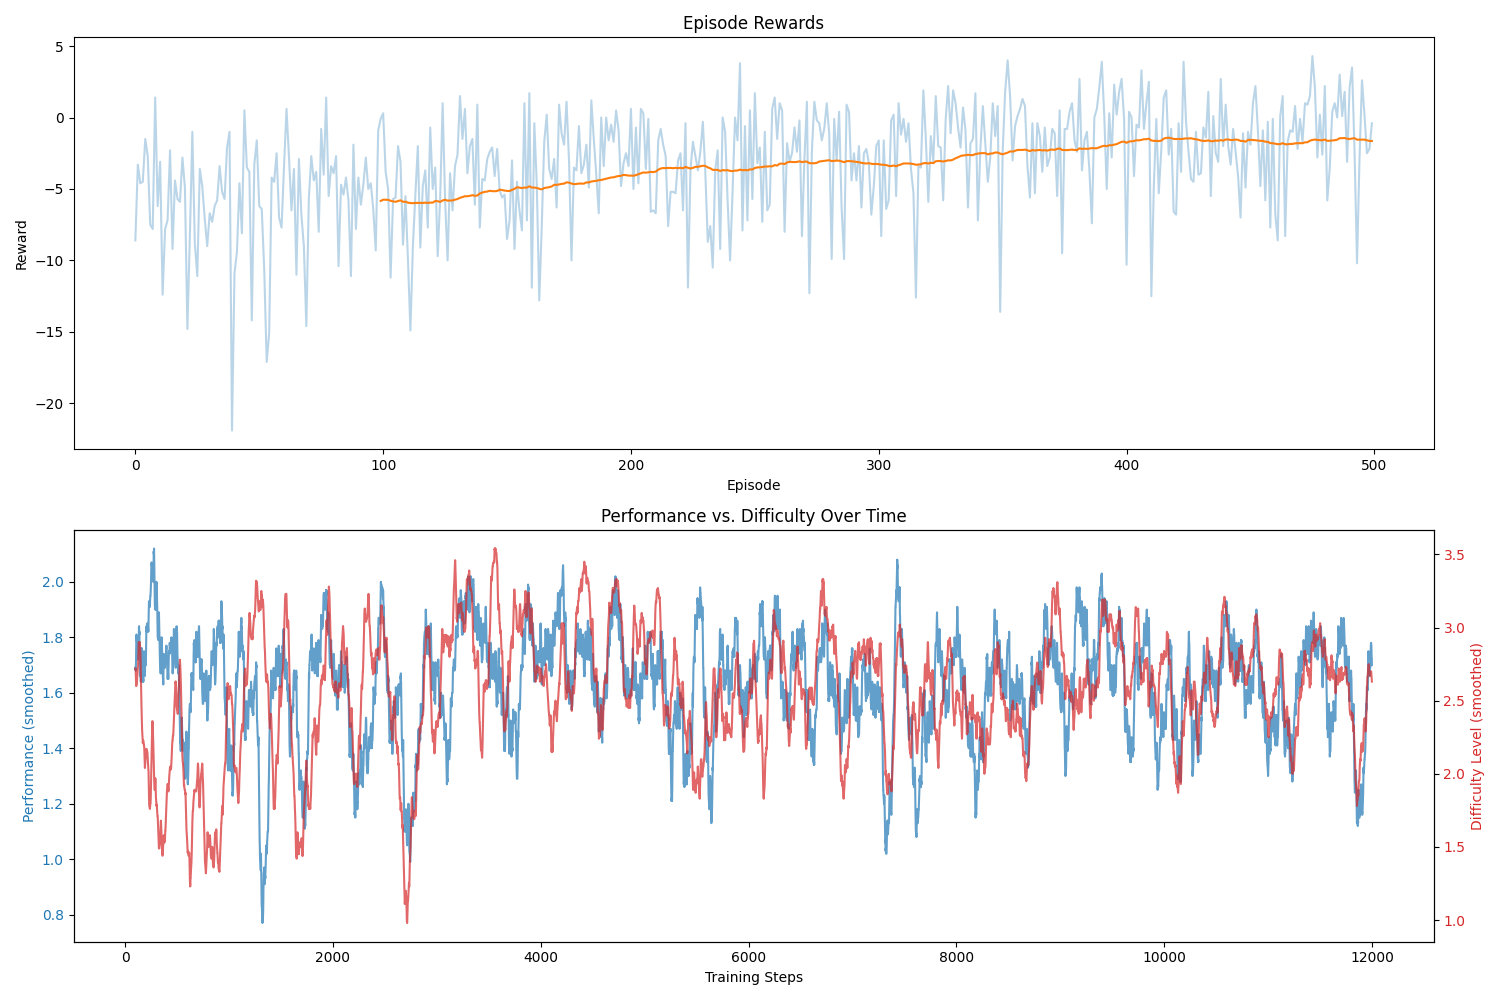 Episode Rewards
5
0
−5
−10
−15
−20
Reward
0 100 200 300 400 500
Episode
Performance vs. Difficulty Over Time
2.0
1.8
1.6
1.4
1.2
1.0
0.8
Performance (smoothed)
3.5
3.0
2.5
2.0
1.5
1.0
Difficulty Level (smoothed)
0 2000 4000 6000 8000 10000 12000
Training Steps